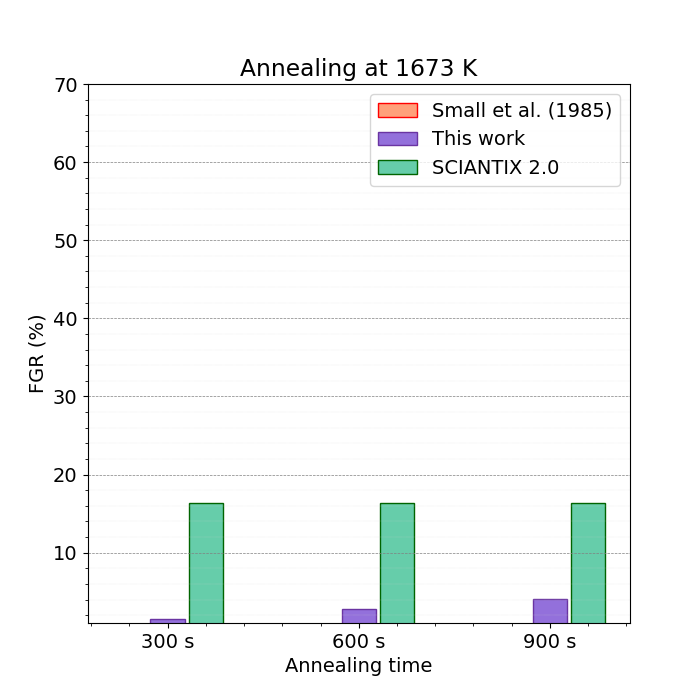 Annealing at 1673 K
70
60
50
40
30
20
10
FGR (%)
Small et al. (1985)
This work
SCIANTIX 2.0
300 s
600 s
900 s
Annealing time